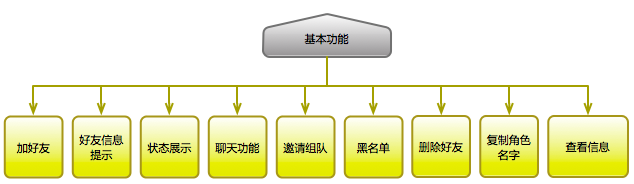 基本功能
加好友
好友信息
提示
状态展示
聊天功能
邀请组队
黑名单
删除好友
复制角色
名字
查看信息